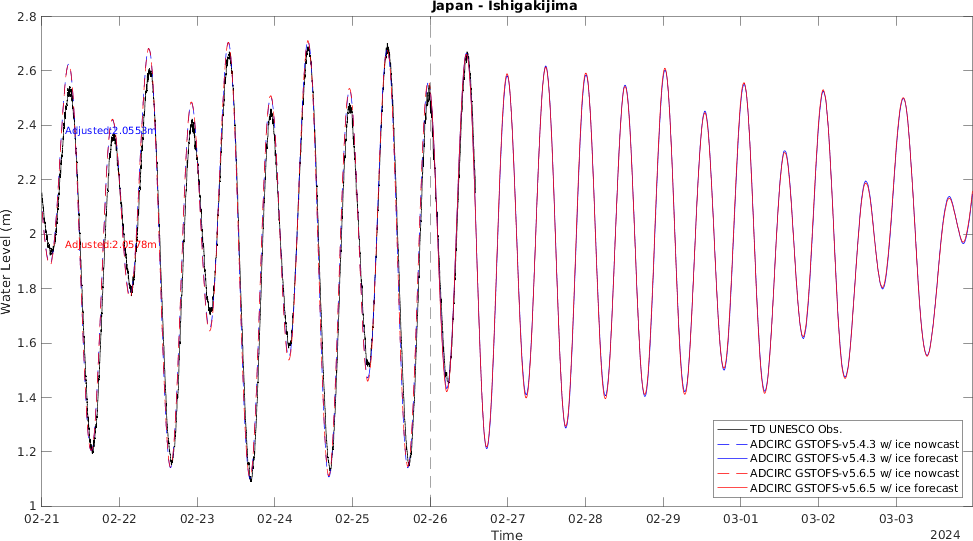 Japan - Ishigakijima
2.8
2.6
2.4
2.2
2
1.8
1.6
1.4
1.2
1
Water Level (m)
Adjusted:2.0553m
Adjusted:2.0578m
TD UNESCO Obs.
ADCIRC GSTOFS-v5.4.3 w/ ice nowcast
ADCIRC GSTOFS-v5.4.3 w/ ice forecast
ADCIRC GSTOFS-v5.6.5 w/ ice nowcast
ADCIRC GSTOFS-v5.6.5 w/ ice forecast
02-21 02-22 02-23 02-24 02-25 02-26 02-27 02-28 02-29 03-01 03-02 03-03
Time
2024